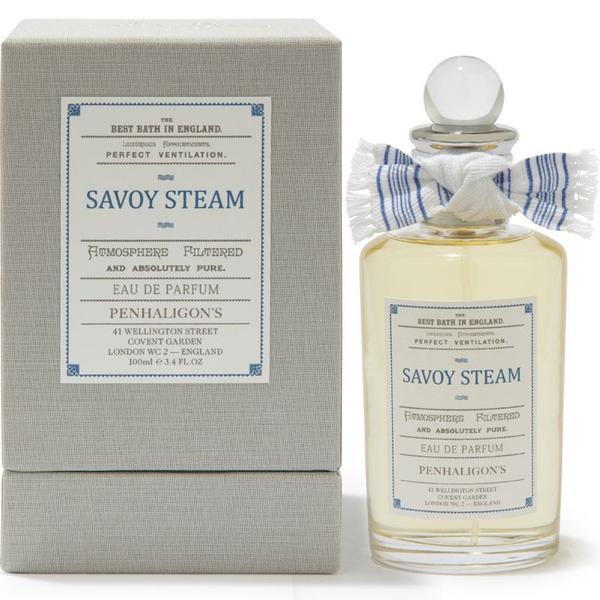 THE
BEST BATH IN ENGLAND.
LUXURIOUS APPOINTMENTS.
PERFECT VENTILATION.
SAVOY STEAM
ATMOSPHERE FILTERED
AND ABSOLUTELY PURE.
EAU DE PARFUM
PENHALIGON'S
41 WELLINGTON STREET
COVENT GARDEN
LONDON WC 2 — ENGLAND
100ml e 3.4 FL.OZ
THE
BEST BATH IN ENGLAND.
LUXURIOUS APPOINTMENTS.
PERFECT VENTILATION.
SAVOY STEAM
ATMOSPHERE FILTERED
AND ABSOLUTELY PURE.
EAU DE PARFUM
PENHALIGON'S
41 WELLINGTON STREET
COVENT GARDEN
LONDON WC 2 — ENGLAND